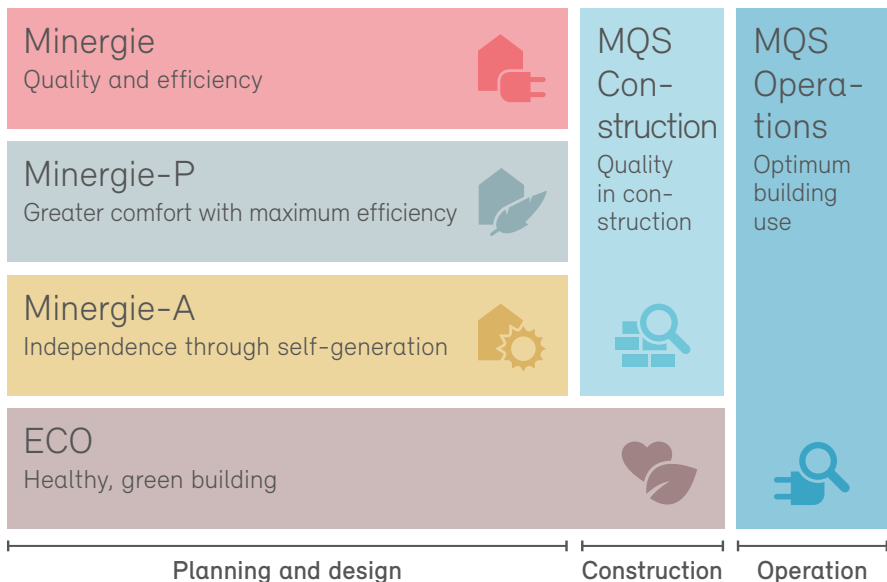 Minergie
Quality and efficiency
Minergie-P
Greater comfort with maximum efficiency
Minergie-A
Independence through self-generation
ECO
Healthy, green building
MQS
Con-
struction
Quality
in con-
struction
MQS
Opera-
tions
Optimum
building
use
Planning and design
Construction
Operation